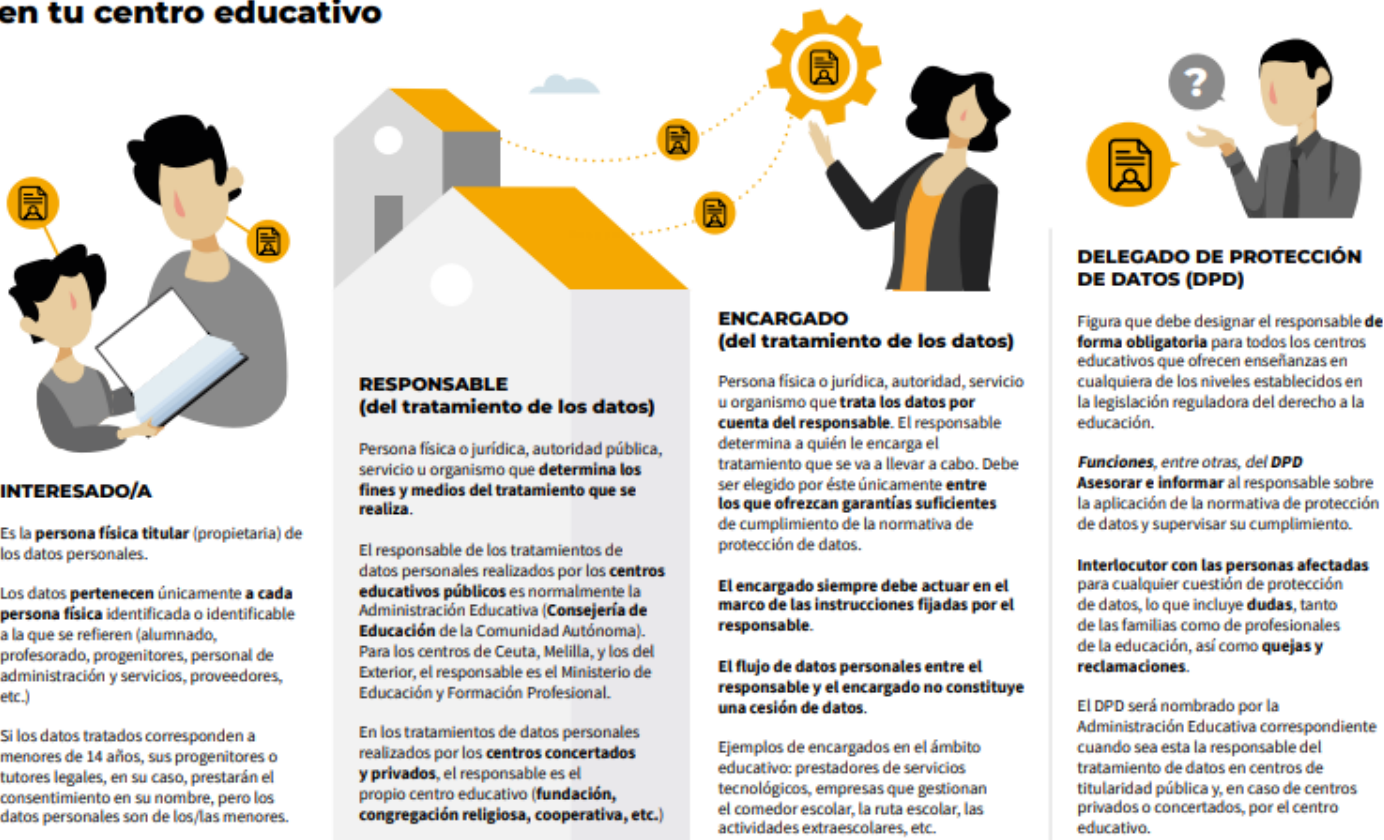 en tu centro educativo
?
INTERESADO/A
Es la persona física titular (propietaria) de
los datos personales.
Los datos pertenecen únicamente a cada
persona física identificada o identificable
a la que se refieren (alumnado,
profesorado, progenitores, personal de
administración y servicios, proveedores,
etc.)
Si los datos tratados corresponden a
menores de 14 años, sus progenitores o
tutores legales, en su caso, prestarán el
consentimiento en su nombre, pero los
datos personales son de los/las menores.
RESPONSABLE
(del tratamiento de los datos)
Persona física o jurídica, autoridad pública,
servicio u organismo que determina los
fines y medios del tratamiento que se
realiza.
El responsable de los tratamientos de
datos personales realizados por los centros
educativos públicos es normalmente la
Administración Educativa (Consejería de
Educación de la Comunidad Autónoma).
Para los centros de Ceuta, Melilla, y los del
Exterior, el responsable es el Ministerio de
Educación y Formación Profesional.
En los tratamientos de datos personales
realizados por los centros concertados
y privados, el responsable es el
propio centro educativo (fundación,
congregación religiosa, cooperativa, etc.)
ENCARGADO
(del tratamiento de los datos)
Persona física o jurídica, autoridad, servicio
u organismo que trata los datos por
cuenta del responsable. El responsable
determina a quién le encarga el
tratamiento que se va a llevar a cabo. Debe
ser elegido por éste únicamente entre
los que ofrezcan garantías suficientes
de cumplimiento de la normativa de
protección de datos.
El encargado siempre debe actuar en el
marco de las instrucciones fijadas por el
responsable.
El flujo de datos personales entre el
responsable y el encargado no constituye
una cesión de datos.
Ejemplos de encargados en el ámbito
educativo: prestadores de servicios
tecnológicos, empresas que gestionan
el comedor escolar, la ruta escolar, las
actividades extraescolares, etc.
DELEGADO DE PROTECCIÓN
DE DATOS (DPD)
Figura que debe designar el responsable de
forma obligatoria para todos los centros
educativos que ofrecen enseñanzas en
cualquiera de los niveles establecidos en
la legislación reguladora del derecho a la
educación.
Funciones, entre otras, del DPD
Asesorar e informar al responsable sobre
la aplicación de la normativa de protección
de datos y supervisar su cumplimiento.
Interlocutor con las personas afectadas
para cualquier cuestión de protección
de datos, lo que incluye dudas, tanto
de las familias como de profesionales
de la educación, así como quejas y
reclamaciones.
El DPD será nombrado por la
Administración Educativa correspondiente
cuando sea esta la responsable del
tratamiento de datos en centros de
titularidad pública y, en caso de centros
privados o concertados, por el centro
educativo.